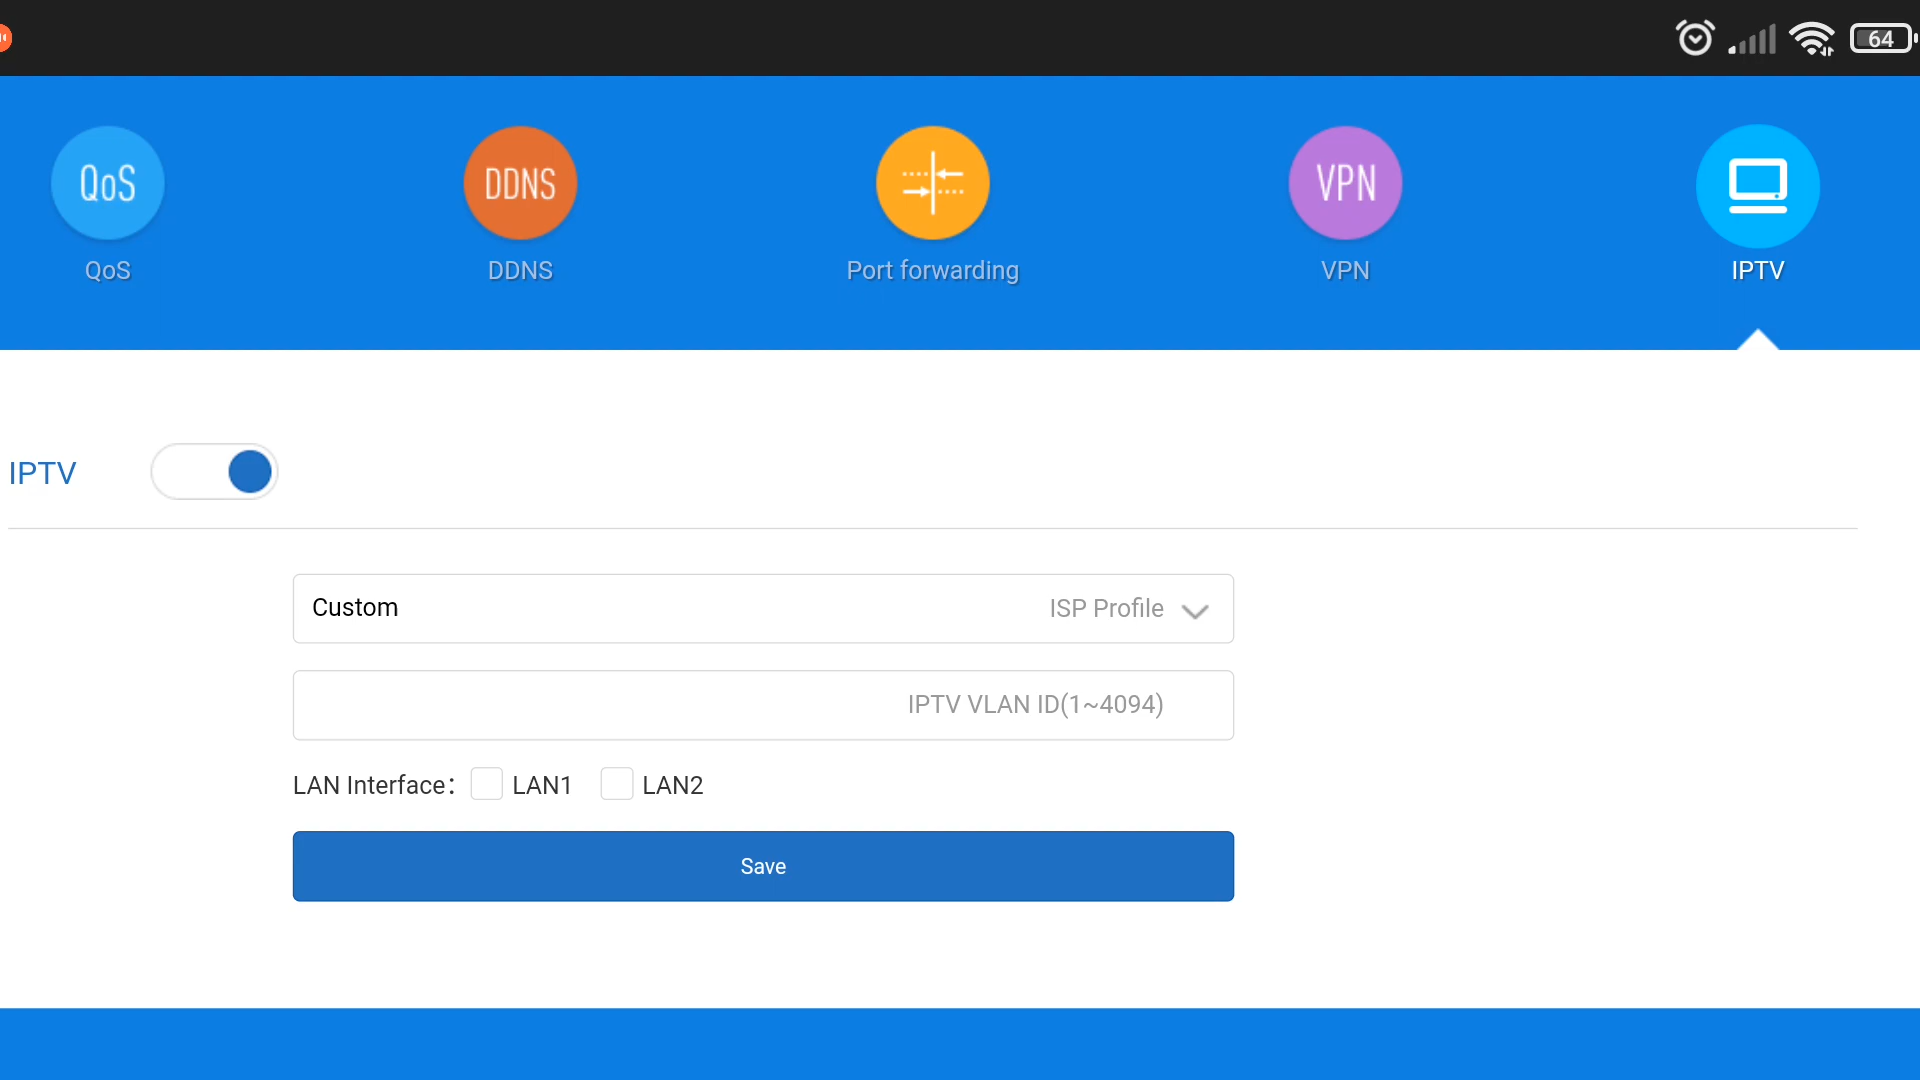 64
QoS
DDNS
VPN
QoS
DDNS
Port forwarding
VPN
IPTV
IPTV
Custom
ISP Profile
IPTV VLAN ID(1~4094)
LAN Interface：
LAN1
LAN2
Save